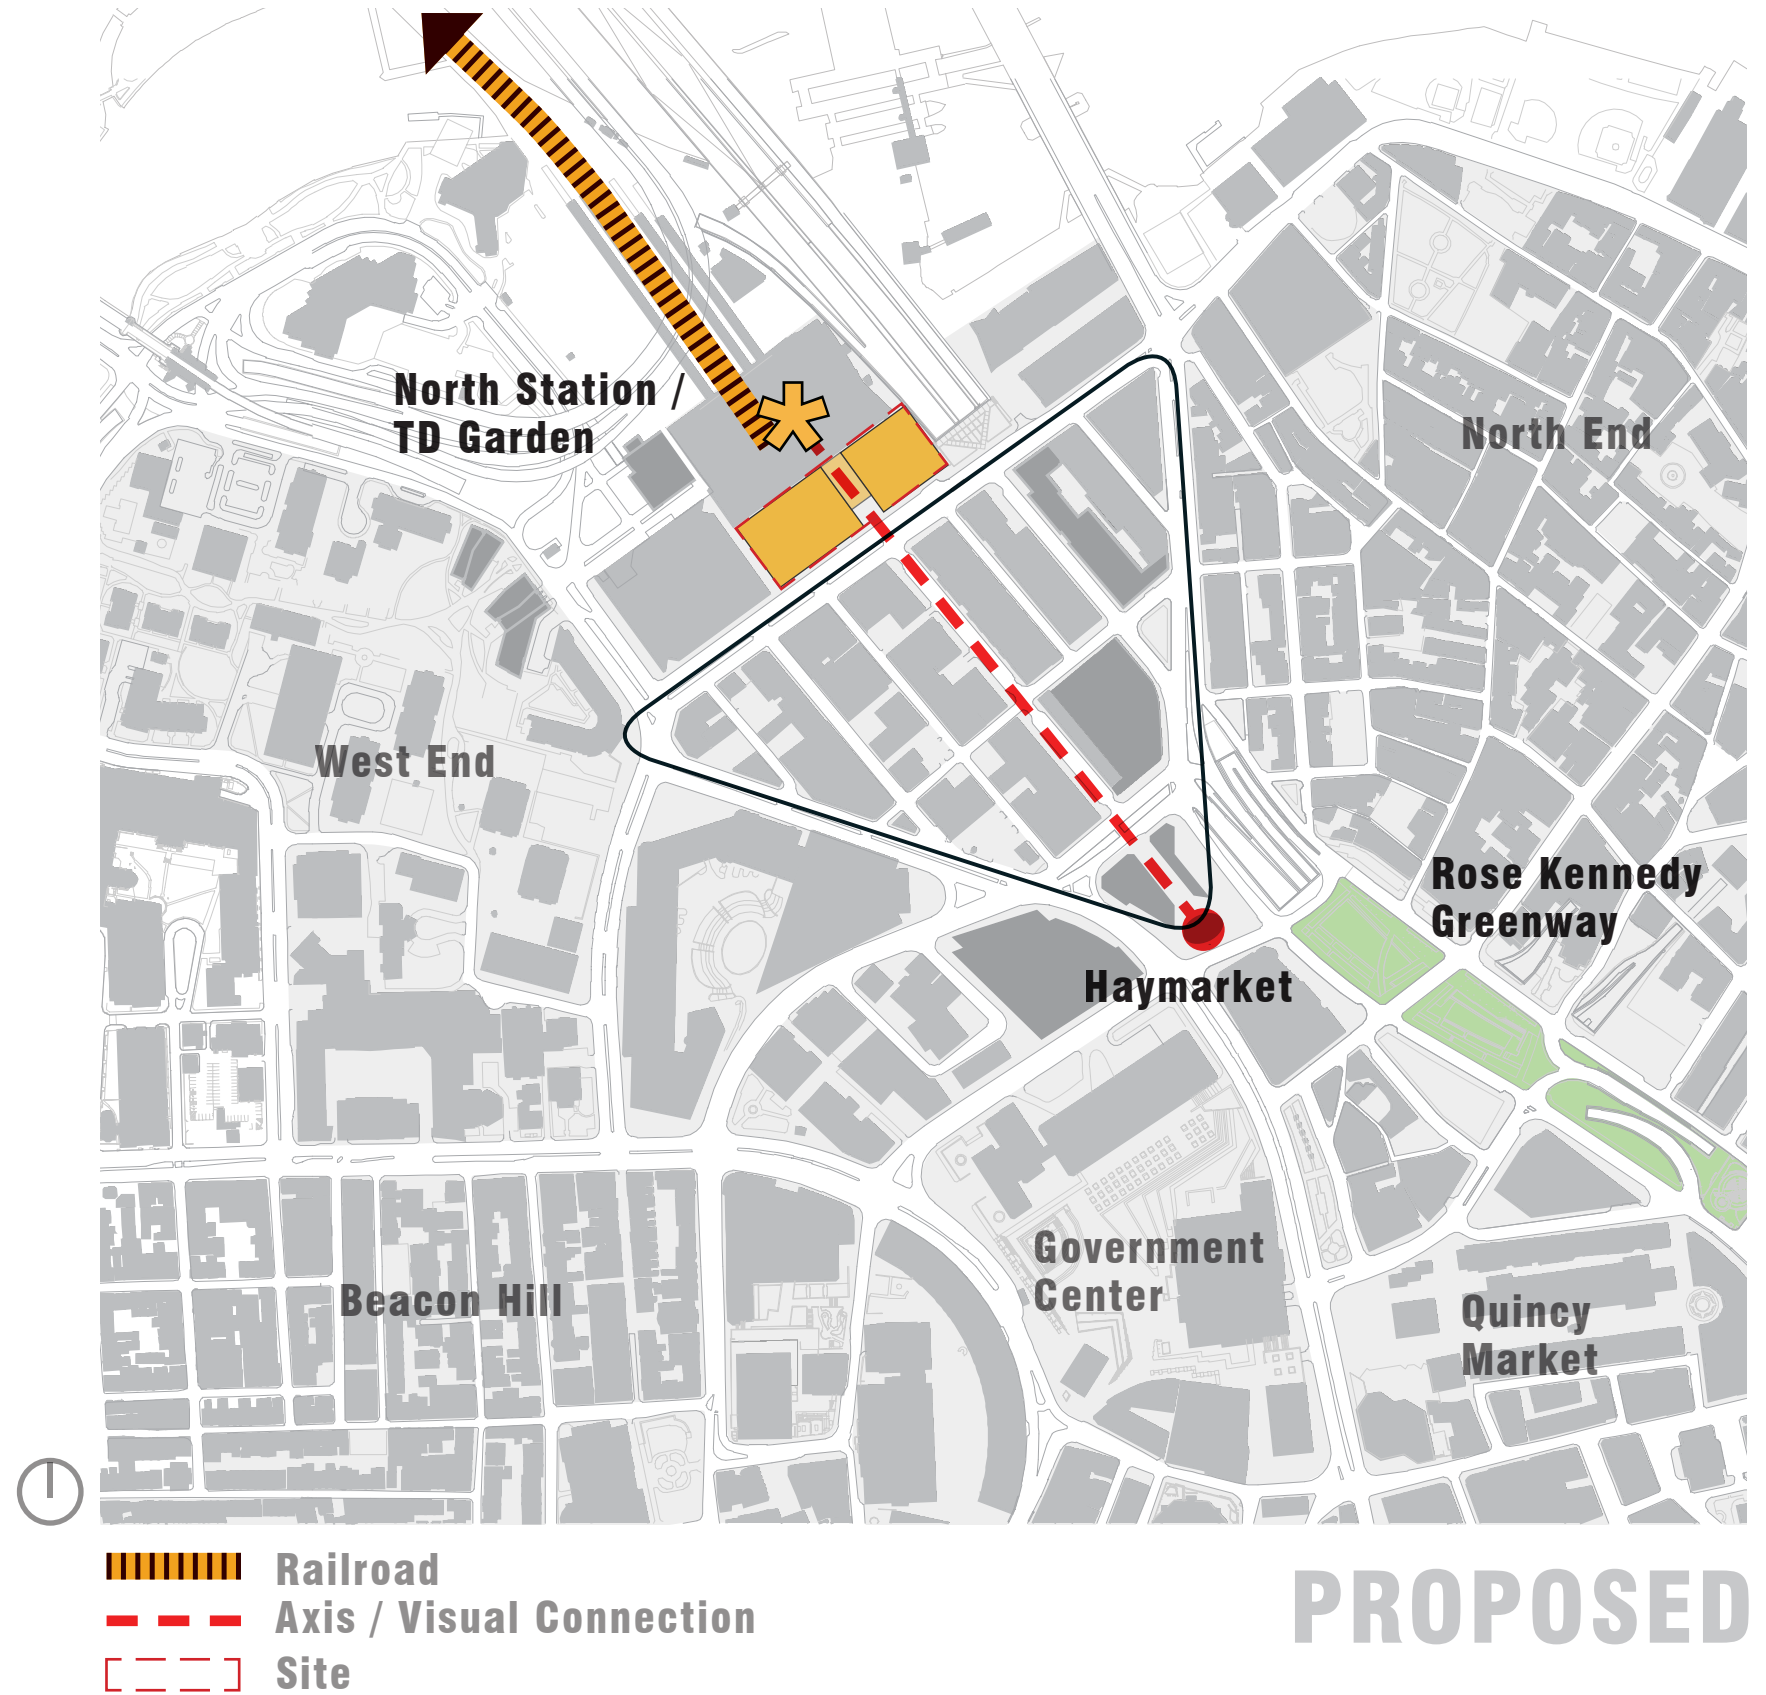 North Station /
TD Garden
North End
West End
Rose Kennedy
Greenway
Haymarket
Government
Center
Beacon Hill
Quincy
Market
Railroad
Axis / Visual Connection
Site
PROPOSED